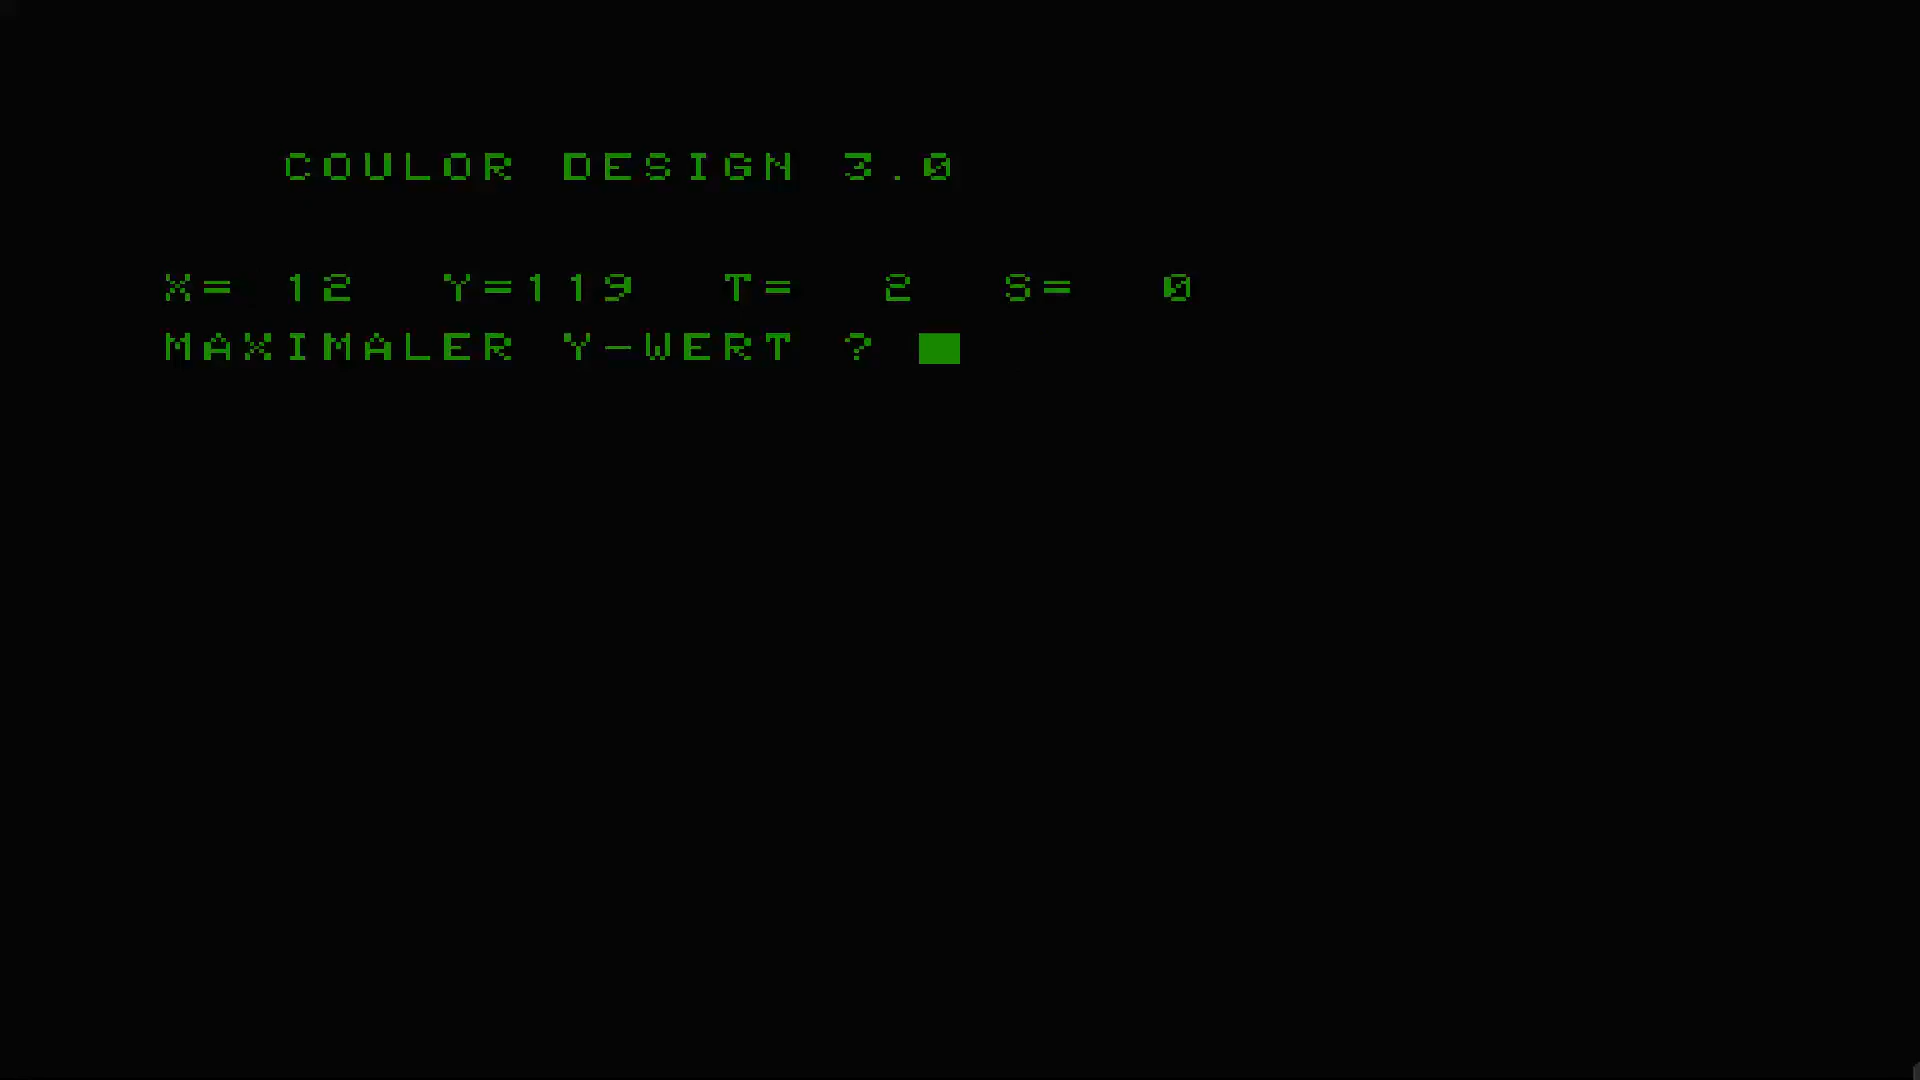 COULOR DESIGN 3.0
X= 12 Y=119 T= 2 S= 0
MAXIMALER Y-WERT ?